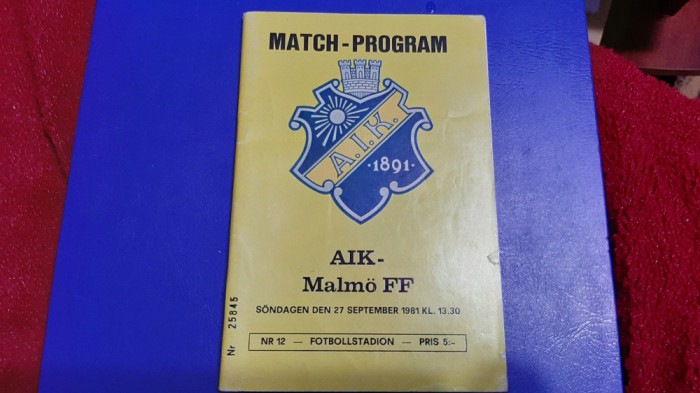 MATCH-PROGRAM
A.I.K.
·1891·
AIK-
Malmö FF
SÖNDAGEN DEN 27 SEPTEMBER 1981 KL. 13.30
Nr 25845
NR 12 — FOTBOLLSTADION — PRIS 5:-